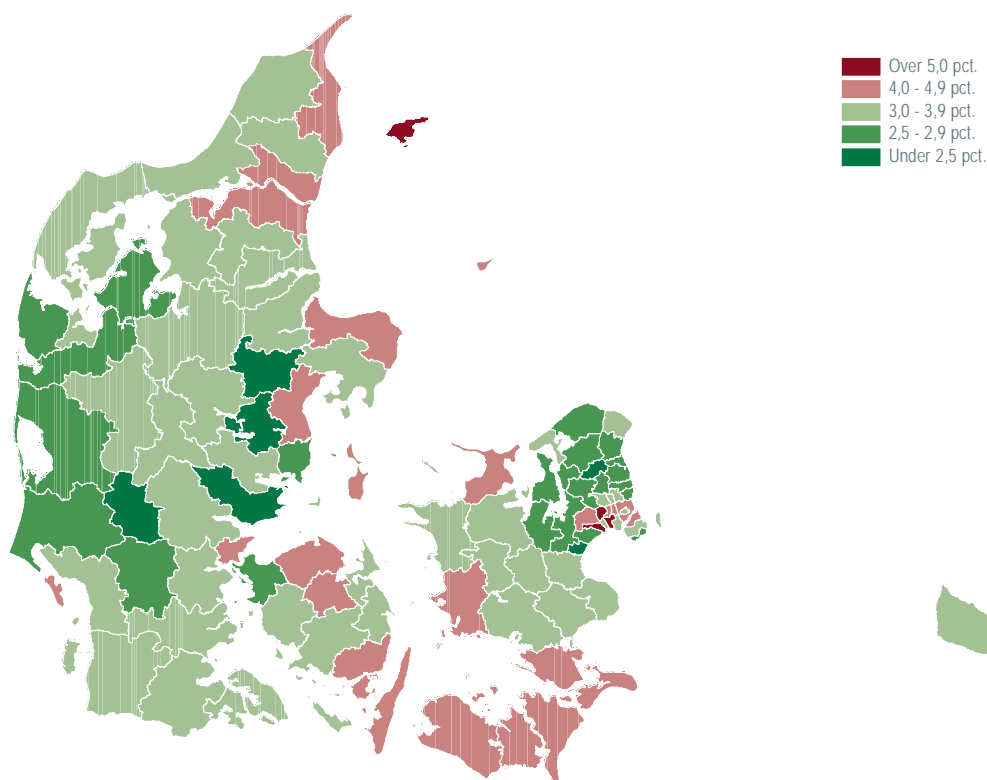 Over 5,0 pct.
4,0 - 4,9 pct.
3,0 - 3,9 pct.
2,5 - 2,9 pct.
Under 2,5 pct.